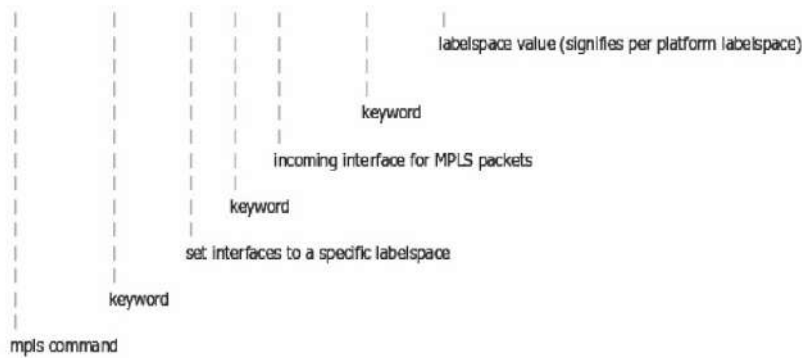 labelspace value (signifies per platform labelspace)
keyword
incoming interface for MPLS packets
keyword
set interfaces to a specific labelspace
keyword
mpls command